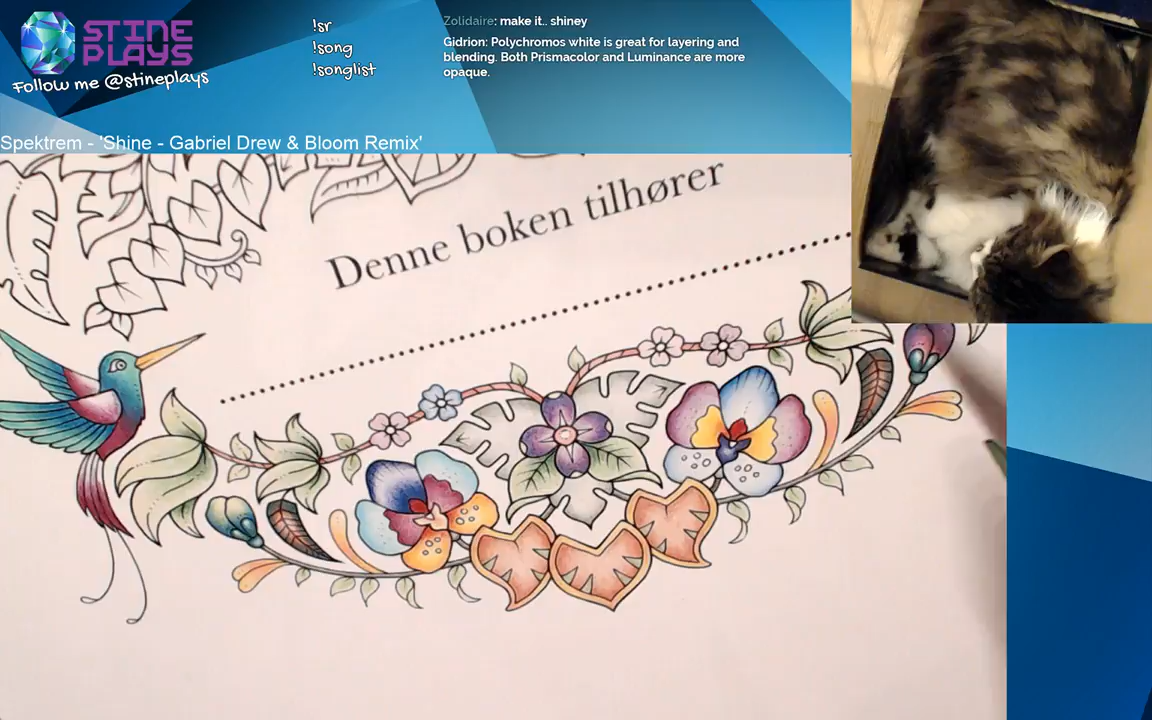 STINE
PLAYS
Follow me @stineplays
!sr
!song
!songlist
Zolidaire: make it.. shiney
Gidrion: Polychromos white is great for layering and
blending. Both Prismacolor and Luminance are more
opaque.
Spektrem - 'Shine - Gabriel Drew & Bloom Remix'
Denne boken tilhører